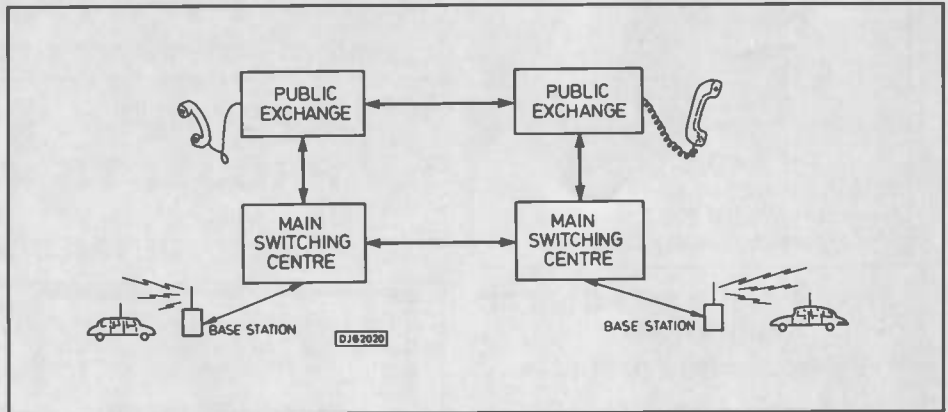 PUBLIC
EXCHANGE
PUBLIC
EXCHANGE
MAIN
SWITCHING
CENTRE
MAIN
SWITCHING
CENTRE
BASE STATION
BASE STATION
DJ62020